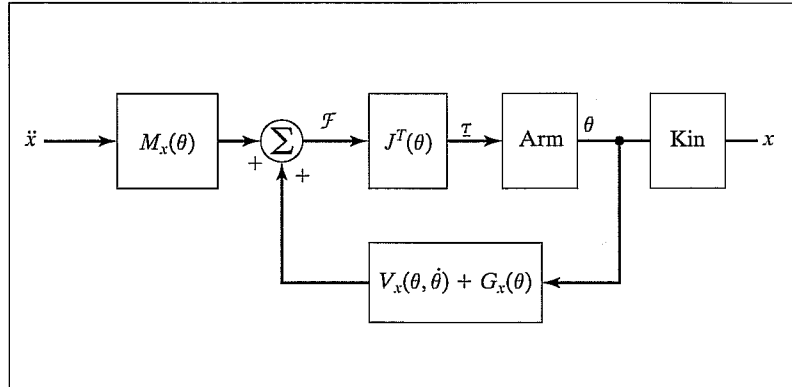 ẍ
M_x(θ)
Σ
+
+
ℱ
J^T(θ)
τ
Arm
θ
Kin
x
V_x(θ, θ̇) + G_x(θ)